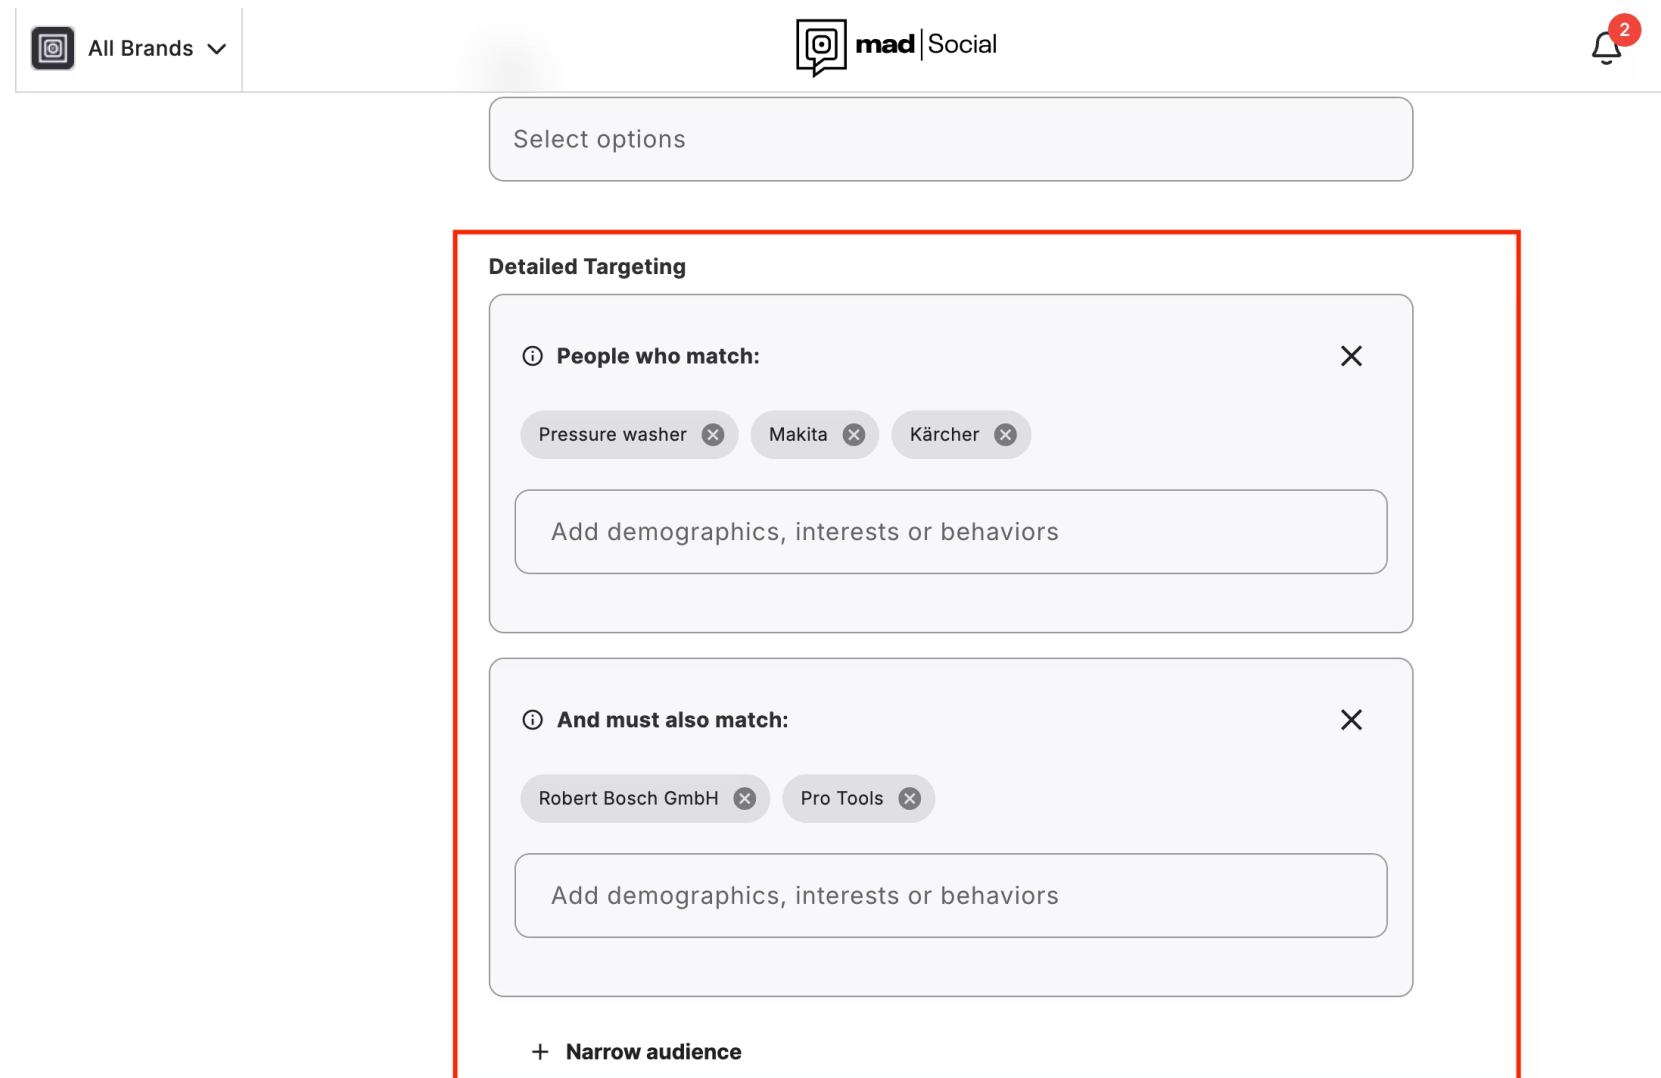 All Brands
mad|Social
2
Select options
Detailed Targeting
People who match:
Pressure washer Makita Kärcher
Add demographics, interests or behaviors
And must also match:
Robert Bosch GmbH Pro Tools
Add demographics, interests or behaviors
+ Narrow audience